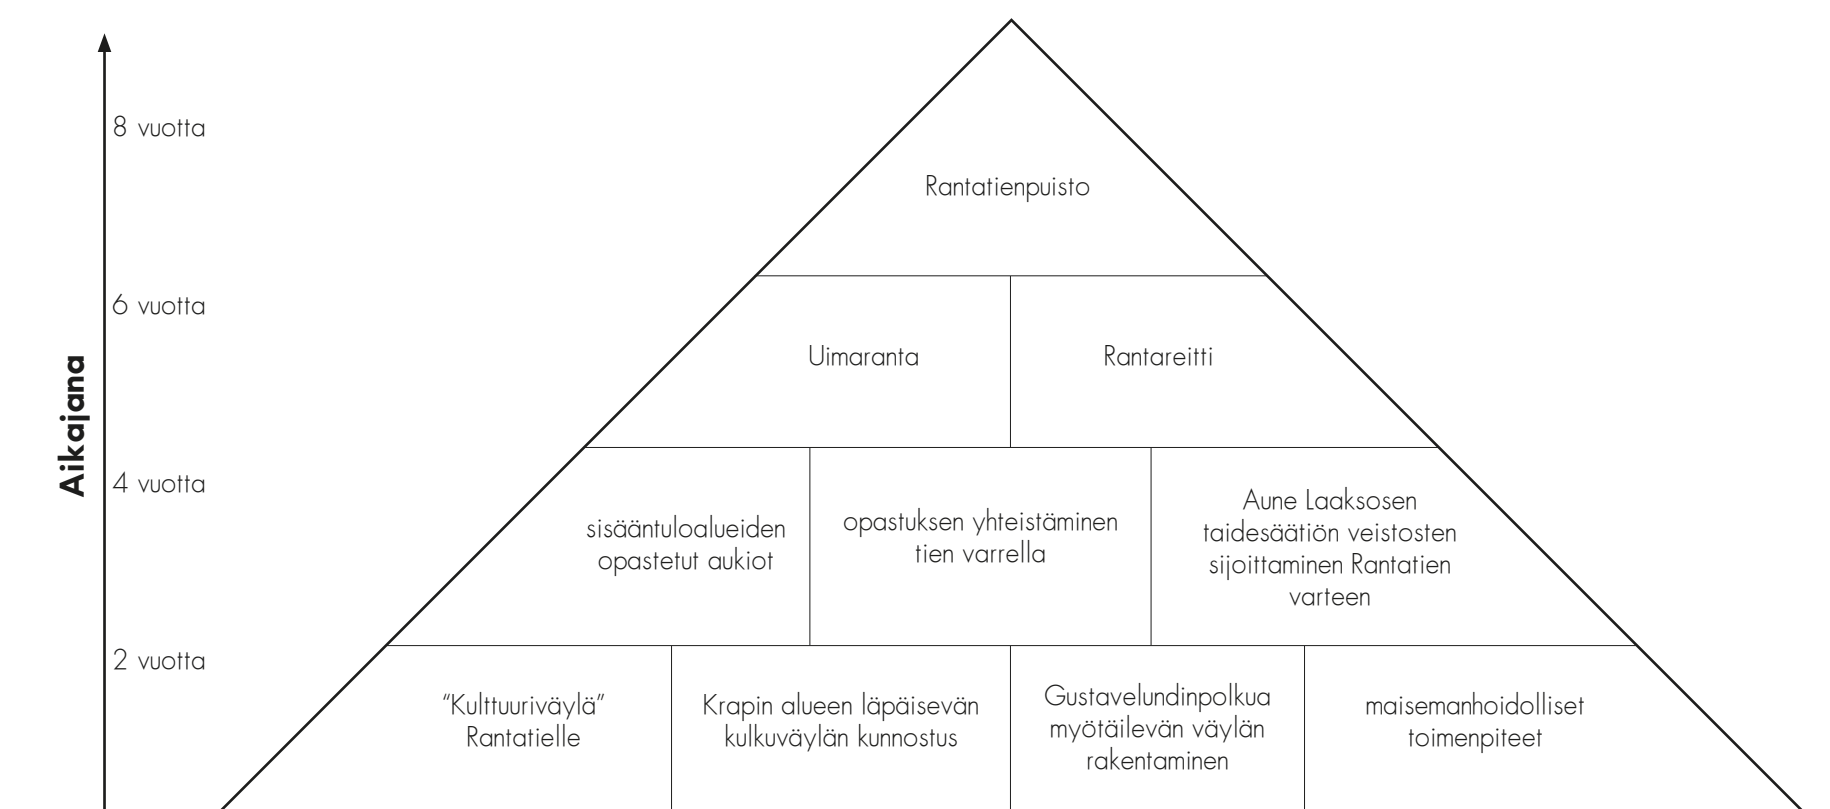 8 vuotta
Rantatienpuisto
6 vuotta
Uimaranta
Rantareitti
Aikajana
4 vuotta
sisääntuloalueiden
opastetut aukiot
opastuksen yhteistäminen
tien varrella
Aune Laaksosen
taidesäätiön veistosten
sijoittaminen Rantatien
varteen
2 vuotta
“Kulttuuriväylä”
Rantatielle
Krapin alueen läpäisevän
kulkuväylän kunnostus
Gustavelundinpolkua
myötäilevän väylän
rakentaminen
maisemanhoidolliset
toimenpiteet